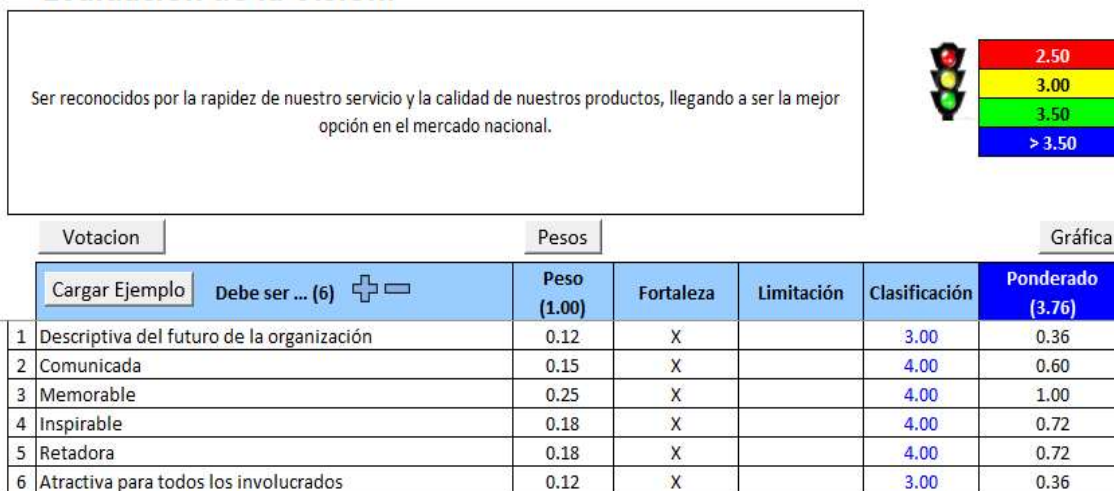 Ser reconocidos por la rapidez de nuestro servicio y la calidad de nuestros productos, llegando a ser la mejor
opción en el mercado nacional.
2.50
3.00
3.50
> 3.50
Votacion Pesos Gráfica
Cargar Ejemplo Debe ser ... (6) Peso (1.00) Fortaleza Limitación Clasificación Ponderado (3.76)
1 Descriptiva del futuro de la organización 0.12 X 3.00 0.36
2 Comunicada 0.15 X 4.00 0.60
3 Memorable 0.25 X 4.00 1.00
4 Inspirable 0.18 X 4.00 0.72
5 Retadora 0.18 X 4.00 0.72
6 Atractiva para todos los involucrados 0.12 X 3.00 0.36